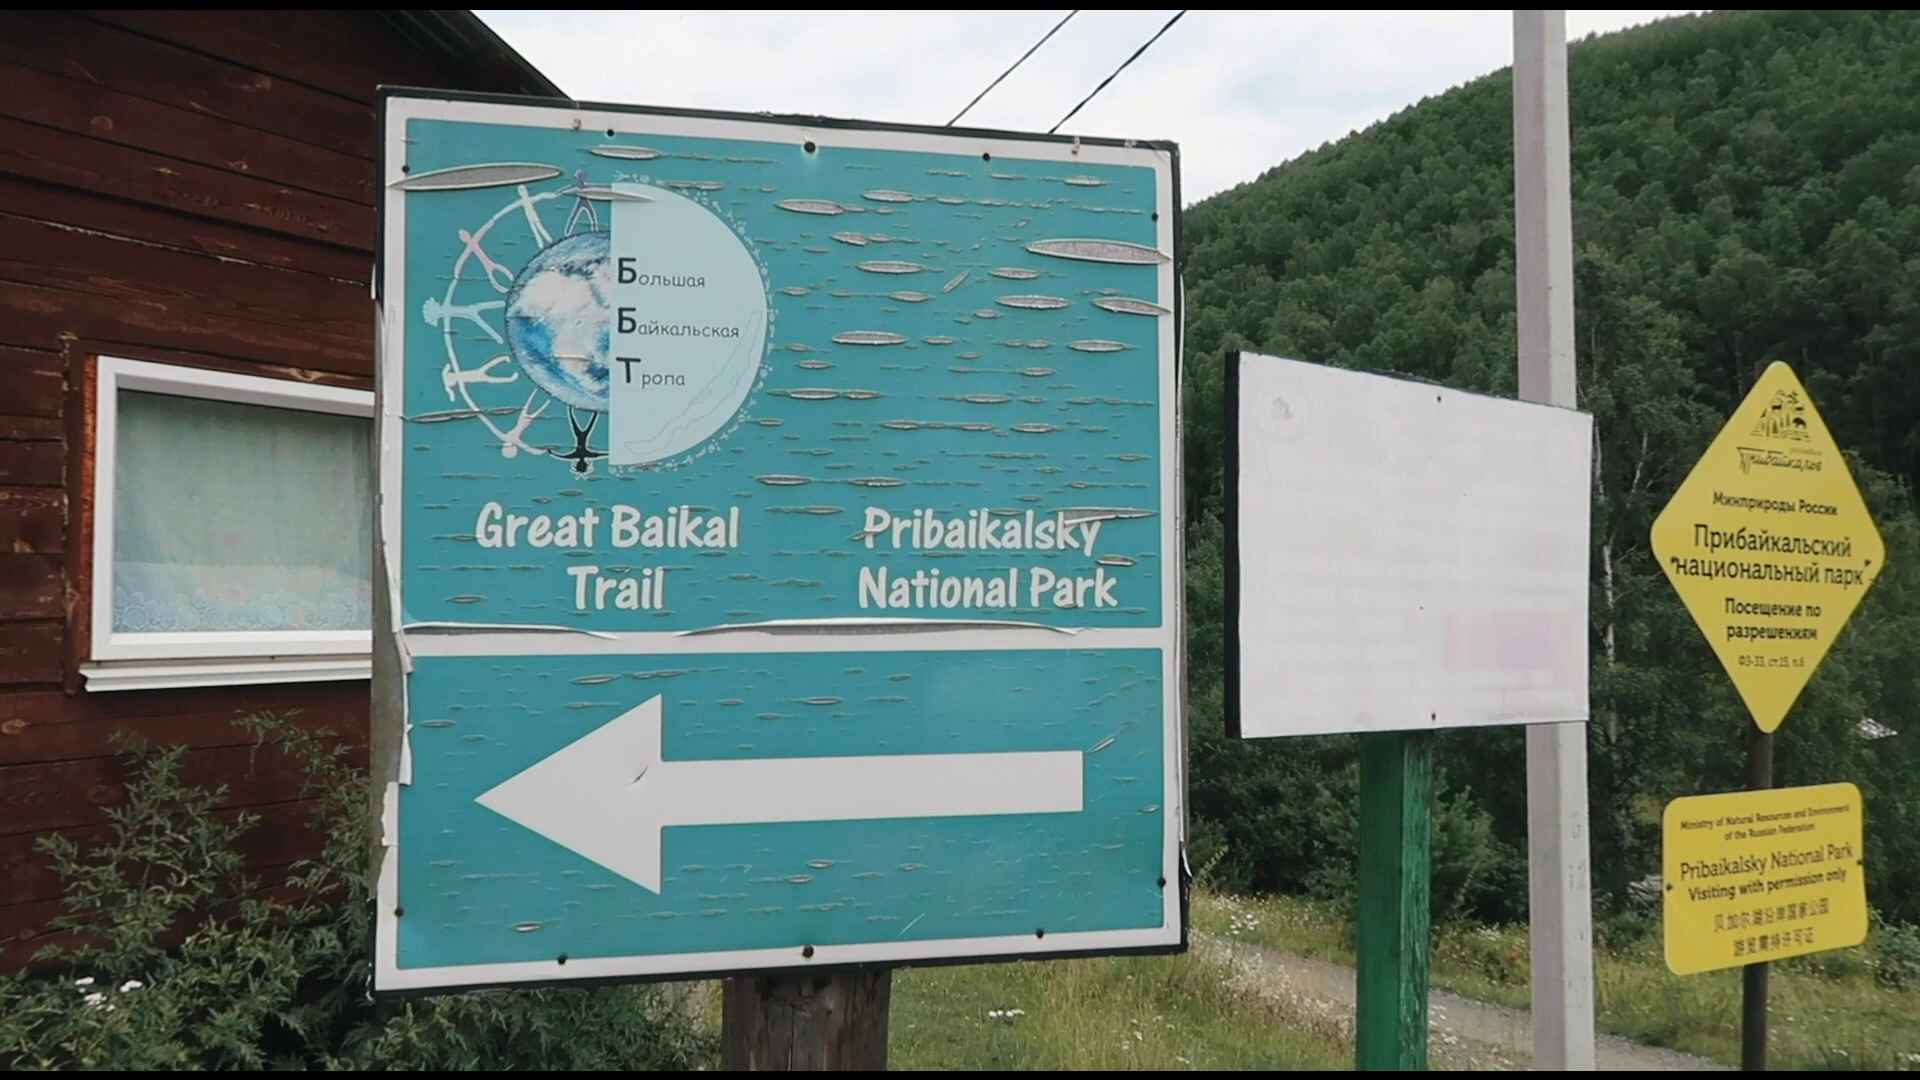 Большая
Байкальская
Тропа
Great Baikal
Trail
Pribaikalsky
National Park
Минприроды России
Прибайкальский
национальный парк
Посещение по
разрешениям
ФЗ-33, ст.15, п.6
Ministry of Natural Resources and Environment
of the Russian Federation
Pribaikalsky National Park
Visiting with permission only
贝加尔湖沿岸国家公园
游览需持许可证